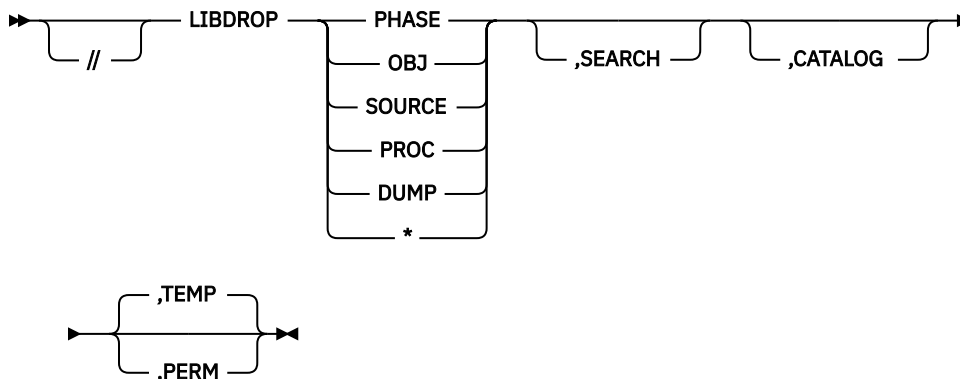 LIBDROP PHASE
// OBJ ,SEARCH ,CATALOG
SOURCE
PROC
DUMP
*
,TEMP
,PERM